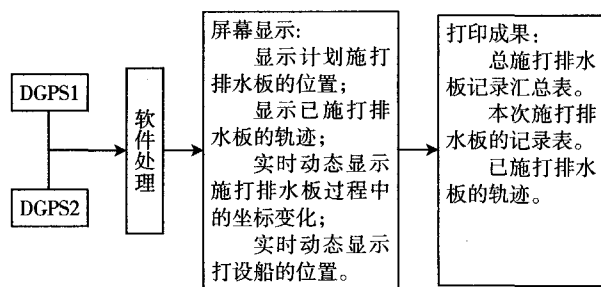 DGPS1
DGPS2
软件处理
屏幕显示:
显示计划施打
排水板的位置;
显示已施打排
水板的轨迹;
实时动态显示
施打排水板过程中
的坐标变化;
实时动态显示
打设船的位置。
打印成果:
总施打排水
板记录汇总表。
本次施打排
水板的记录表。
已施打排水
板的轨迹。